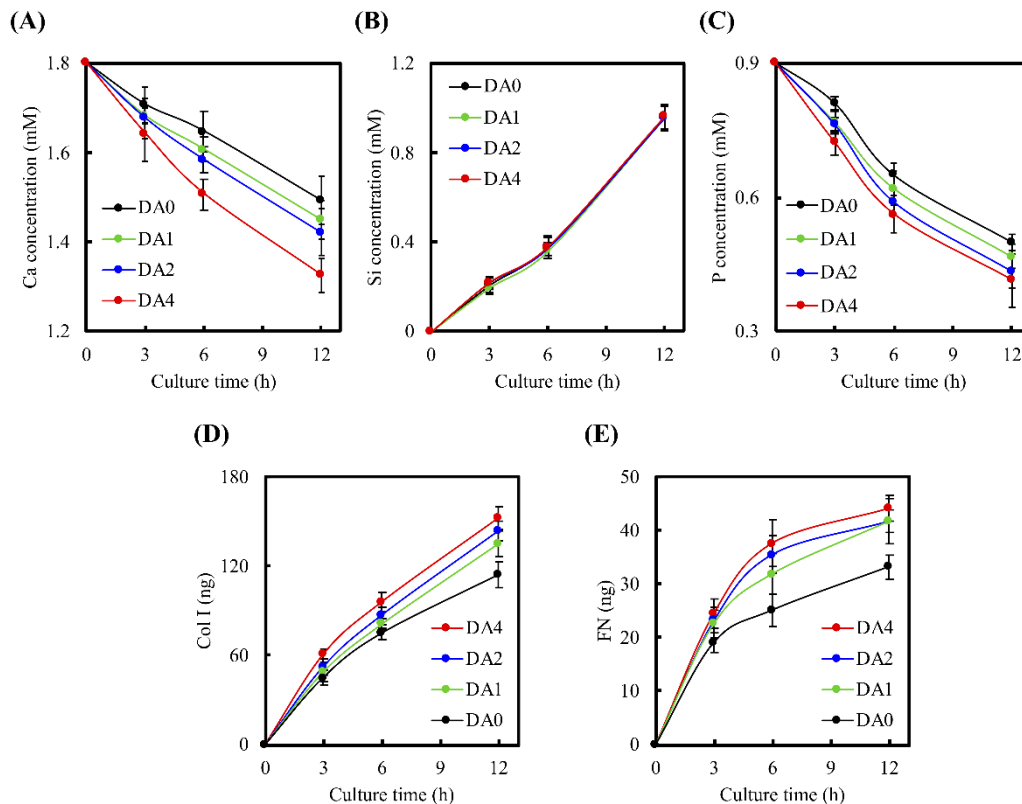 (A)
Ca concentration (mM)
1.8
1.6
1.4
1.2
DA0
DA1
DA2
DA4
0 3 6 9 12
Culture time (h)
(B)
Si concentration (mM)
1.2
0.8
0.4
0
DA0
DA1
DA2
DA4
0 3 6 9 12
Culture time (h)
(C)
P concentration (mM)
0.9
0.6
0.3
DA0
DA1
DA2
DA4
0 3 6 9 12
Culture time (h)
(D)
Col I (ng)
180
120
60
0
DA4
DA2
DA1
DA0
0 3 6 9 12
Culture time (h)
(E)
FN (ng)
50
40
30
20
10
0
DA4
DA2
DA1
DA0
0 3 6 9 12
Culture time (h)